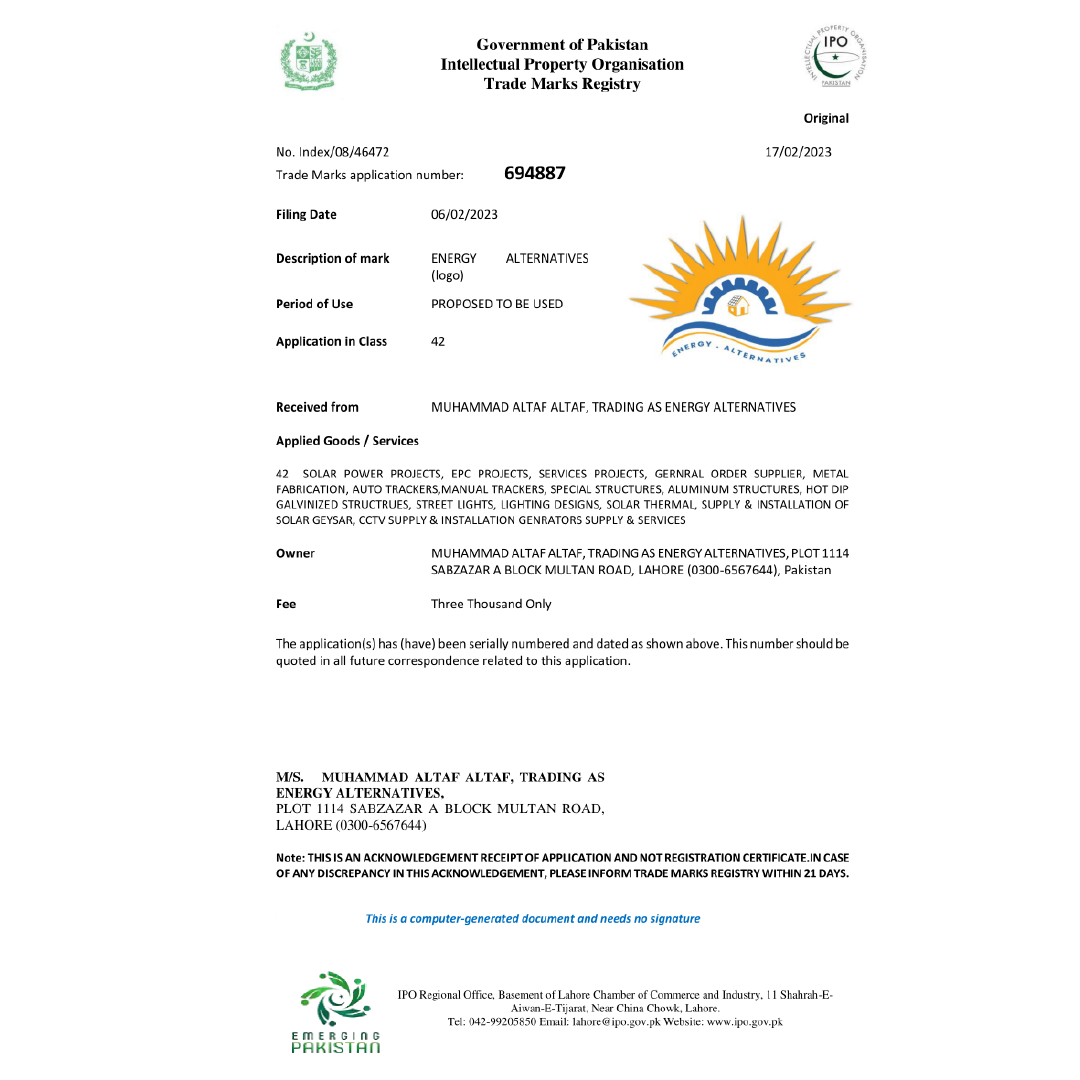 Government of Pakistan
Intellectual Property Organisation
Trade Marks Registry
INTELLECTUAL PROPERTY ORGANISATION
IPO
PAKISTAN
Original
No. Index/08/46472
17/02/2023
Trade Marks application number: 694887
Filing Date 06/02/2023
Description of mark ENERGY ALTERNATIVES
(logo)
Period of Use PROPOSED TO BE USED
Application in Class 42
ENERGY . ALTERNATIVES
Received from MUHAMMAD ALTAF ALTAF, TRADING AS ENERGY ALTERNATIVES
Applied Goods / Services
42 SOLAR POWER PROJECTS, EPC PROJECTS, SERVICES PROJECTS, GERNRAL ORDER SUPPLIER, METAL
FABRICATION, AUTO TRACKERS,MANUAL TRACKERS, SPECIAL STRUCTURES, ALUMINUM STRUCTURES, HOT DIP
GALVINIZED STRUCTRUES, STREET LIGHTS, LIGHTING DESIGNS, SOLAR THERMAL, SUPPLY & INSTALLATION OF
SOLAR GEYSAR, CCTV SUPPLY & INSTALLATION GENRATORS SUPPLY & SERVICES
Owner MUHAMMAD ALTAF ALTAF, TRADING AS ENERGY ALTERNATIVES, PLOT 1114
SABZAZAR A BLOCK MULTAN ROAD, LAHORE (0300-6567644), Pakistan
Fee Three Thousand Only
The application(s) has (have) been serially numbered and dated as shown above. This number should be
quoted in all future correspondence related to this application.
M/S. MUHAMMAD ALTAF ALTAF, TRADING AS
ENERGY ALTERNATIVES,
PLOT 1114 SABZAZAR A BLOCK MULTAN ROAD,
LAHORE (0300-6567644)
Note: THIS IS AN ACKNOWLEDGEMENT RECEIPT OF APPLICATION AND NOT REGISTRATION CERTIFICATE.IN CASE
OF ANY DISCREPANCY IN THIS ACKNOWLEDGEMENT, PLEASE INFORM TRADE MARKS REGISTRY WITHIN 21 DAYS.
This is a computer-generated document and needs no signature
EMERGING
PAKISTAN
IPO Regional Office, Basement of Lahore Chamber of Commerce and Industry, 11 Shahrah-E-
Aiwan-E-Tijarat, Near China Chowk, Lahore.
Tel: 042-99205850 Email: lahore@ipo.gov.pk Website: www.ipo.gov.pk